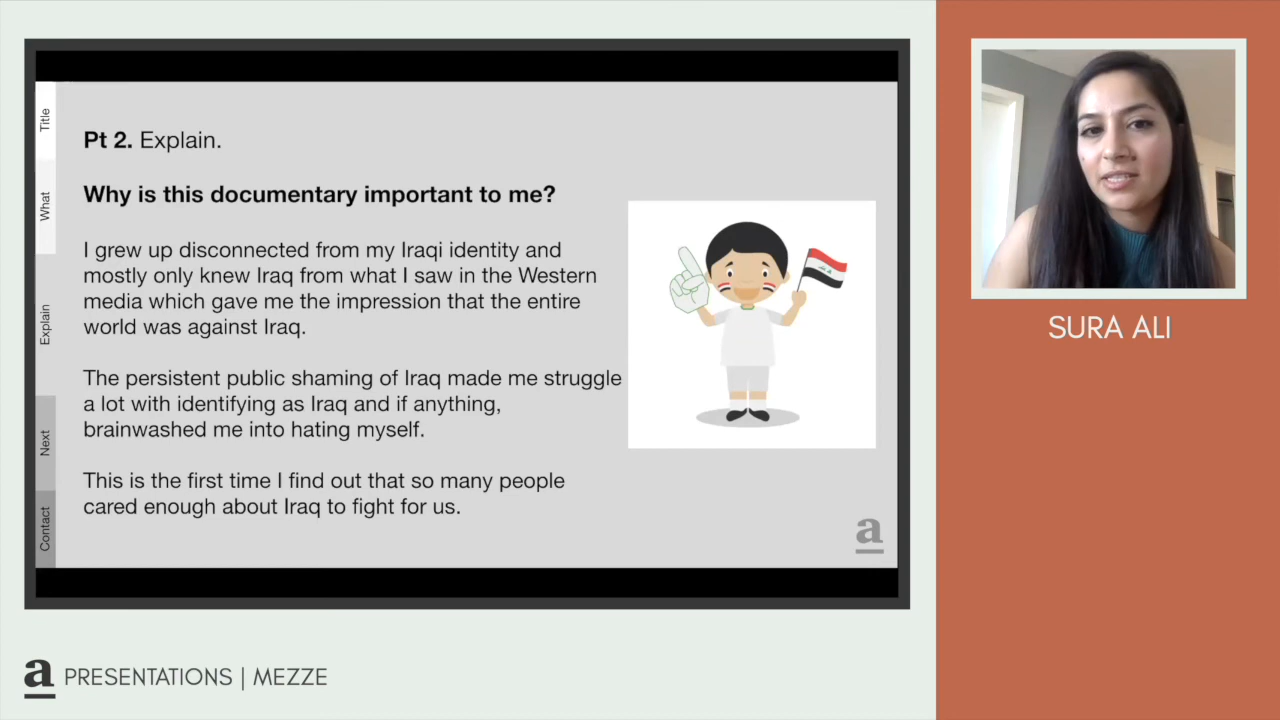 Title
What
Explain
Next
Contact
Pt 2. Explain.
Why is this documentary important to me?
I grew up disconnected from my Iraqi identity and
mostly only knew Iraq from what I saw in the Western
media which gave me the impression that the entire
world was against Iraq.
The persistent public shaming of Iraq made me struggle
a lot with identifying as Iraq and if anything,
brainwashed me into hating myself.
This is the first time I find out that so many people
cared enough about Iraq to fight for us.
a
SURA ALI
a PRESENTATIONS | MEZZE